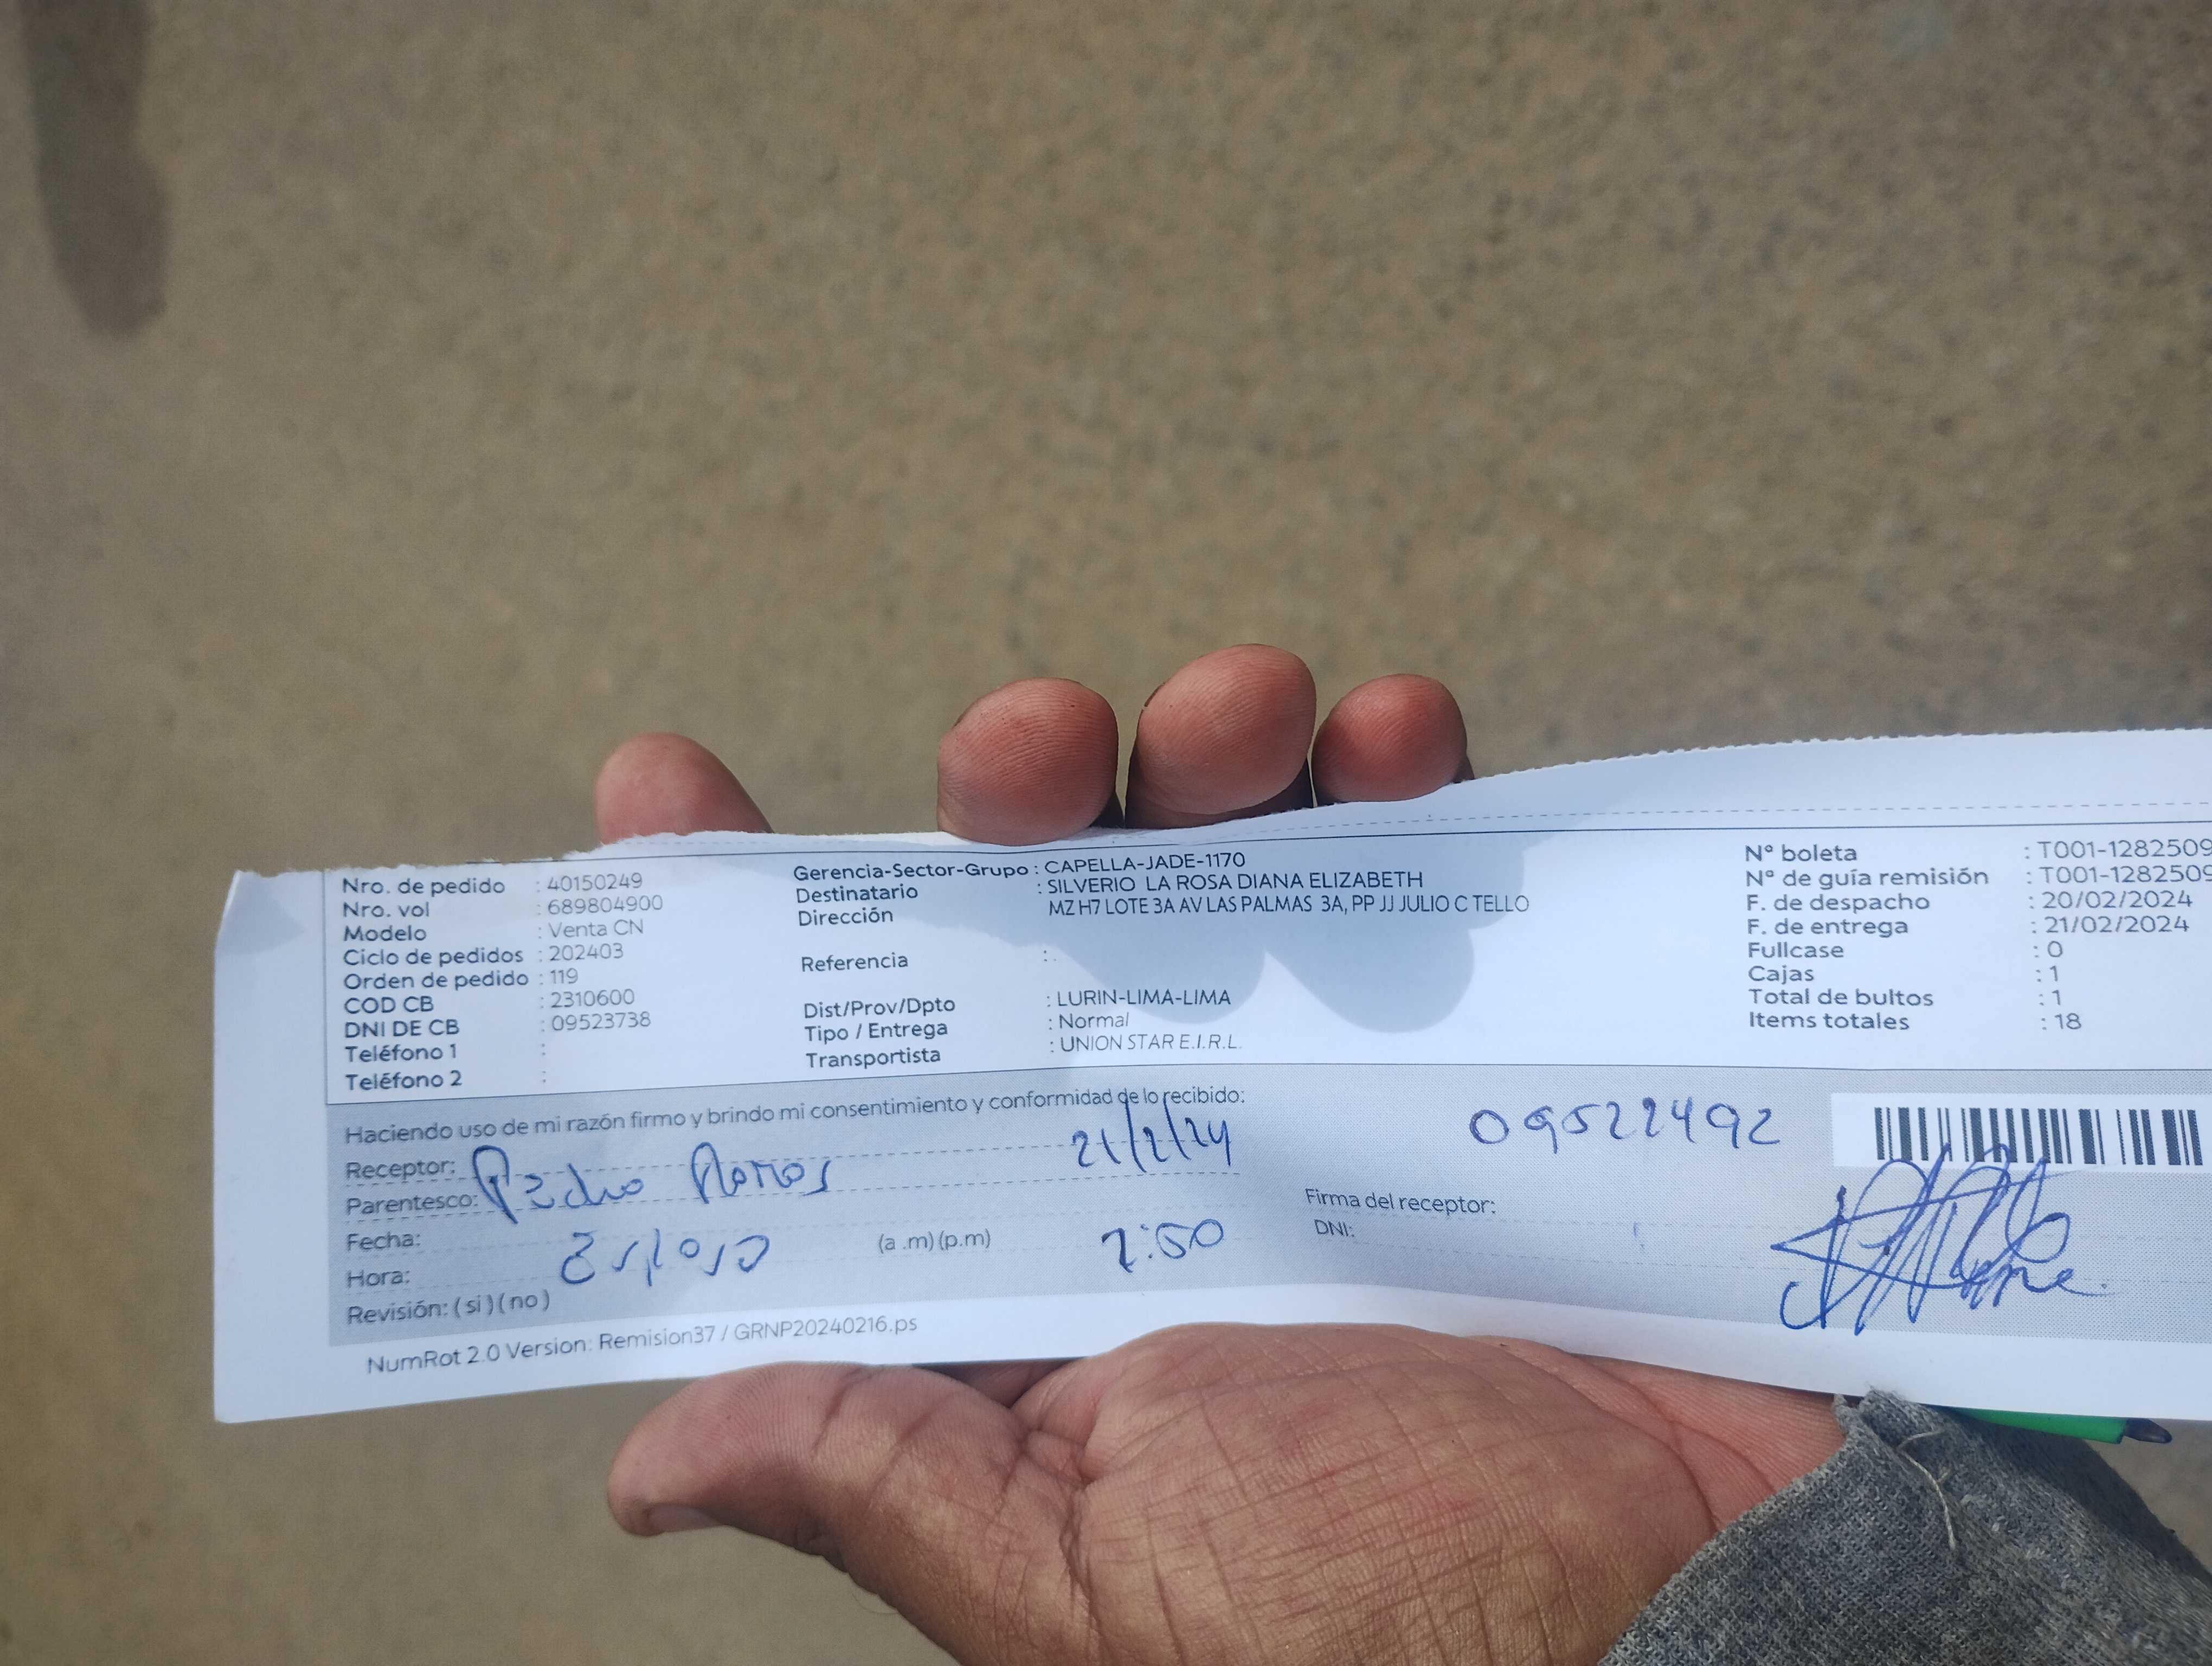 Nro. de pedido : 40150249
Nro. vol : 689804900
Modelo : Venta CN
Ciclo de pedidos : 202403
Orden de pedido : 119
COD CB : 2310600
DNI DE CB : 09523738
Teléfono 1 :
Teléfono 2 :
Gerencia-Sector-Grupo : CAPELLA-JADE-1170
Destinatario : SILVERIO LA ROSA DIANA ELIZABETH
Dirección MZ H7 LOTE 3A AV LAS PALMAS 3A, PP JJ JULIO C TELLO
Referencia :
Dist/Prov/Dpto : LURIN-LIMA-LIMA
Tipo / Entrega : Normal
Transportista : UNION STAR E.I.R.L.
Nº boleta : T001-1282509
Nº de guía remisión : T001-1282509
F. de despacho : 20/02/2024
F. de entrega : 21/02/2024
Fullcase : 0
Cajas : 1
Total de bultos : 1
Items totales : 18
Haciendo uso de mi razón firmo y brindo mi consentimiento y conformidad de lo recibido:
Receptor: Pedro 21/2/24
Parentesco:
Fecha:
Hora: (a .m) (p.m) :50
Revisión: ( si ) ( no )
09522492
Firma del receptor:
DNI:
NumRot 2.0 Version: Remision37 / GRNP20240216.ps